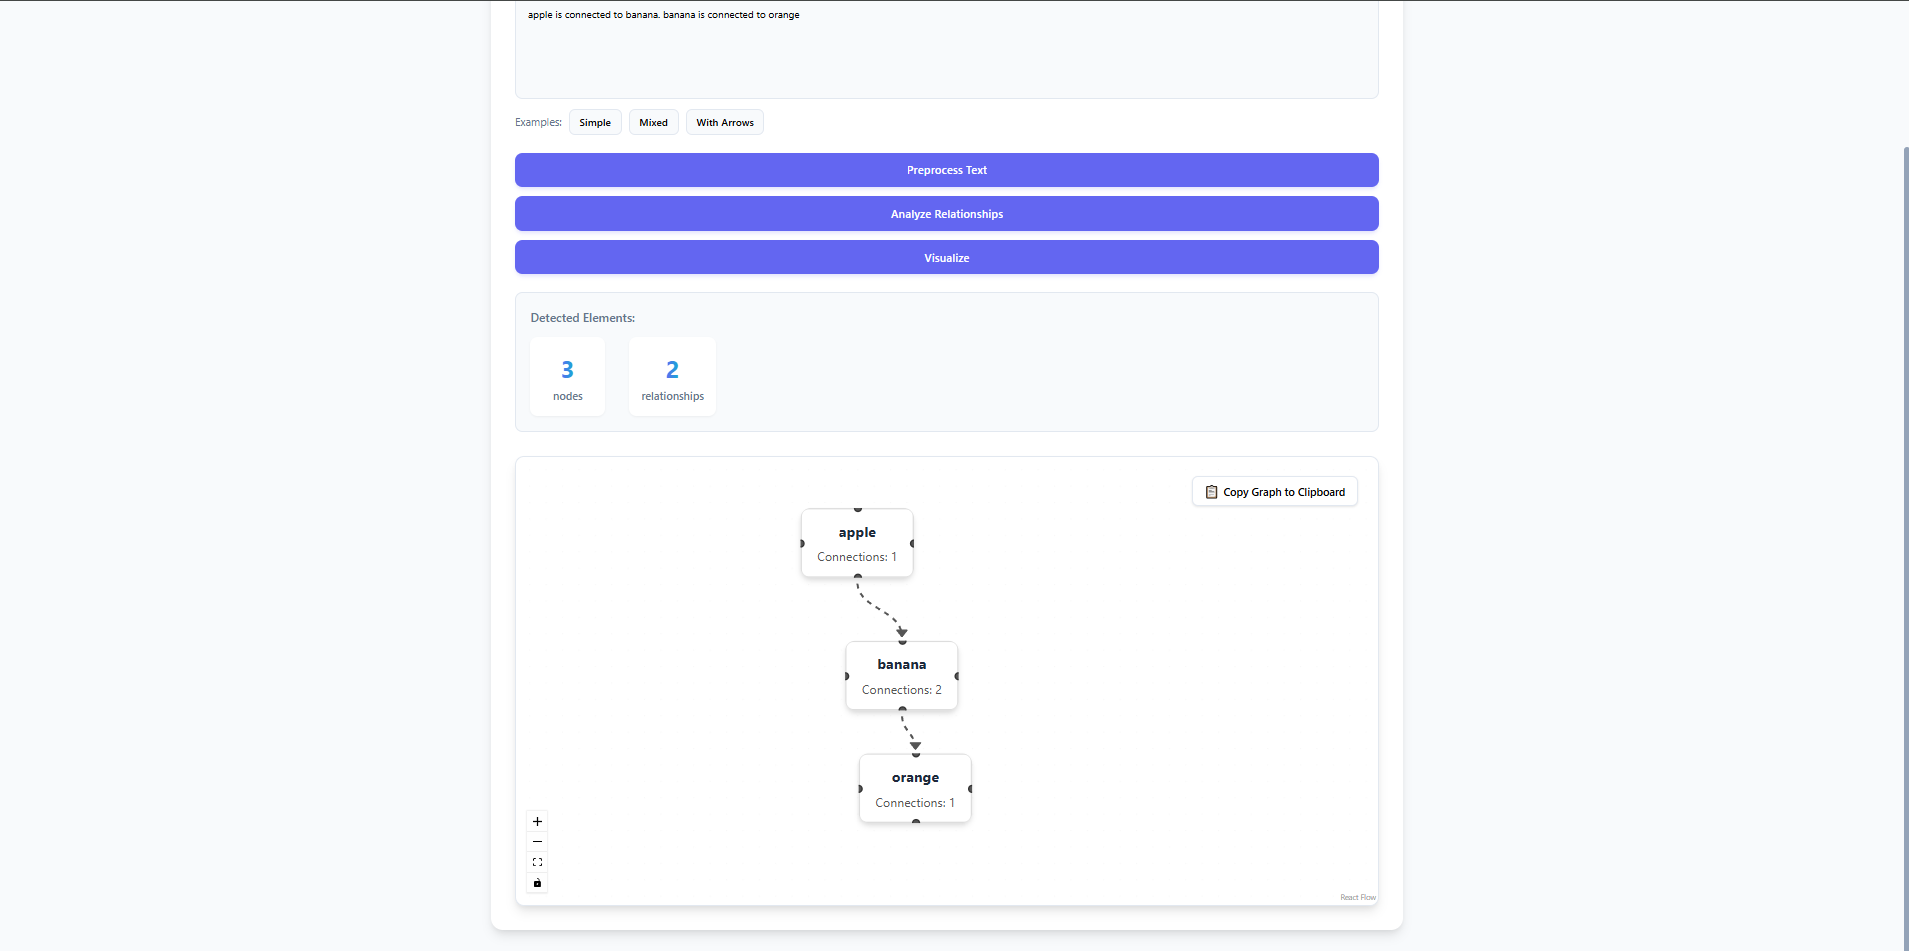 apple is connected to banana. banana is connected to orange
Examples: Simple Mixed With Arrows
Preprocess Text
Analyze Relationships
Visualize
Detected Elements:
3 2
nodes relationships
Copy Graph to Clipboard
apple
Connections: 1
banana
Connections: 2
orange
Connections: 1
React Flow